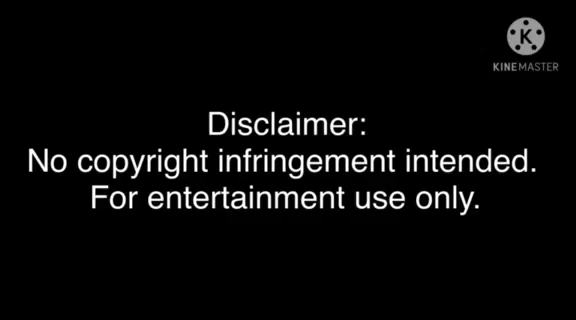 KINEMASTER
Disclaimer:
No copyright infringement intended.
For entertainment use only.